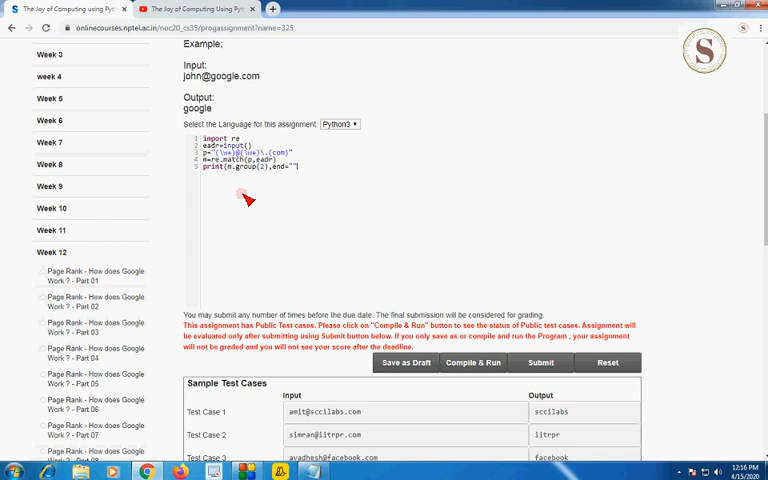 The Joy of Computing using Pyth
The Joy of Computing Using Pyth
onlinecourses.nptel.ac.in/noc20_cs35/progassignment?name=325
S
Week 3
week 4
Week 5
Week 6
Week 7
Week 8
Week 9
Week 10
Week 11
Week 12
Page Rank - How does Google
Work ? - Part 01
Page Rank - How does Google
Work ? - Part 02
Page Rank - How does Google
Work ? - Part 03
Page Rank - How does Google
Work ? - Part 04
Page Rank - How does Google
Work ? - Part 05
Page Rank - How does Google
Work ? - Part 06
Page Rank - How does Google
Work ? - Part 07
Page Rank - How does Google
Example:
Input:
john@google.com
Output:
google
Select the Language for this assignment. Python3
1 import re
2 eadr=input()
3 p="(\w+)@(\w+)\.(com)"
4 m=re.match(p,eadr)
5 print(m.group(2),end=""
You may submit any number of times before the due date. The final submission will be considered for grading.
This assignment has Public Test cases. Please click on "Compile & Run" button to see the status of Public test cases. Assignment will
be evaluated only after submitting using Submit button below. If you only save as or compile and run the Program , your assignment
will not be graded and you will not see your score after the deadline.
Save as Draft Compile & Run Submit Reset
Sample Test Cases
Input Output
Test Case 1 amit@sccilabs.com sccilabs
Test Case 2 simran@iitrpr.com iitrpr
Test Case 3 avadhesh@facebook.com facebook
12:16 PM
4/15/2020